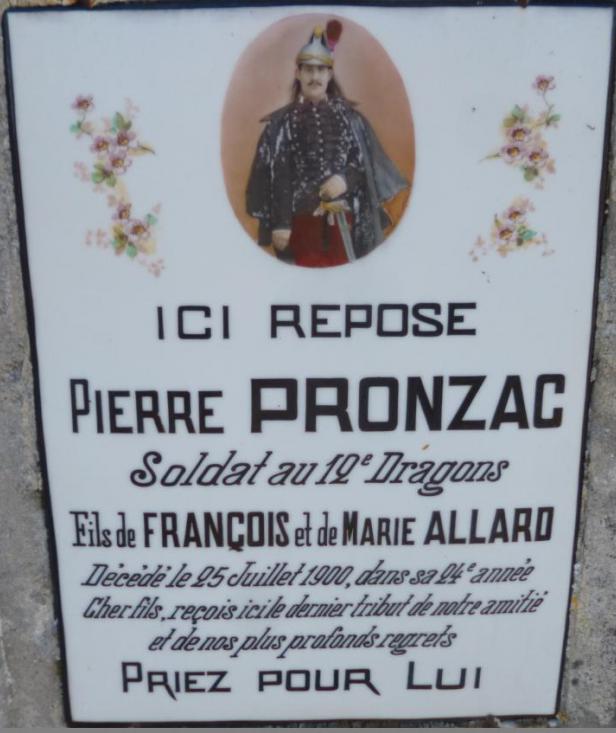 ICI REPOSE
PIERRE PRONZAC
Soldat au 12e Dragons
Fils de FRANÇOIS et de MARIE ALLARD
Décédé le 25 Juillet 1900, dans sa 24e année
Cher fils, reçois ici le dernier tribut de notre amitié
et de nos plus profonds regrets
PRIEZ POUR LUI